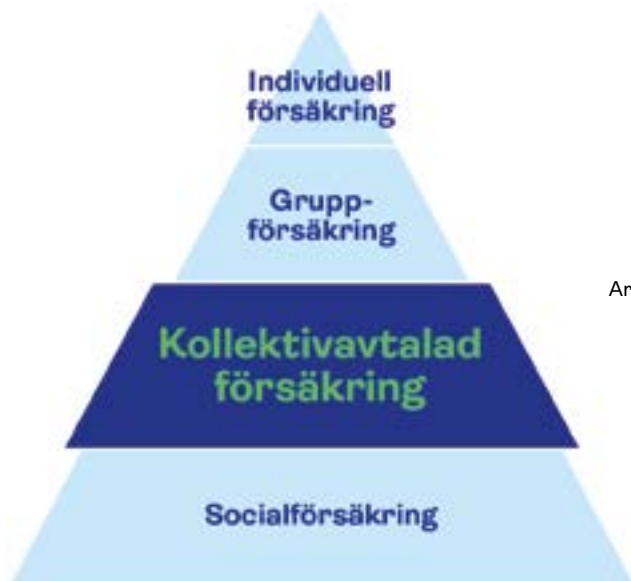 Individuell
försäkring
Grupp-
försäkring
Kollektivavtalad
försäkring
Socialförsäkring